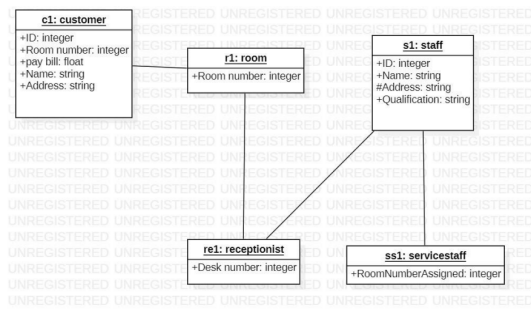 c1: customer
+ID: integer
+Room number: integer
+pay bill: float
+Name: string
+Address: string
r1: room
+Room number: integer
s1: staff
+ID: integer
+Name: string
#Address: string
+Qualification: string
re1: receptionist
+Desk number: integer
ss1: servicestaff
+RoomNumberAssigned: integer